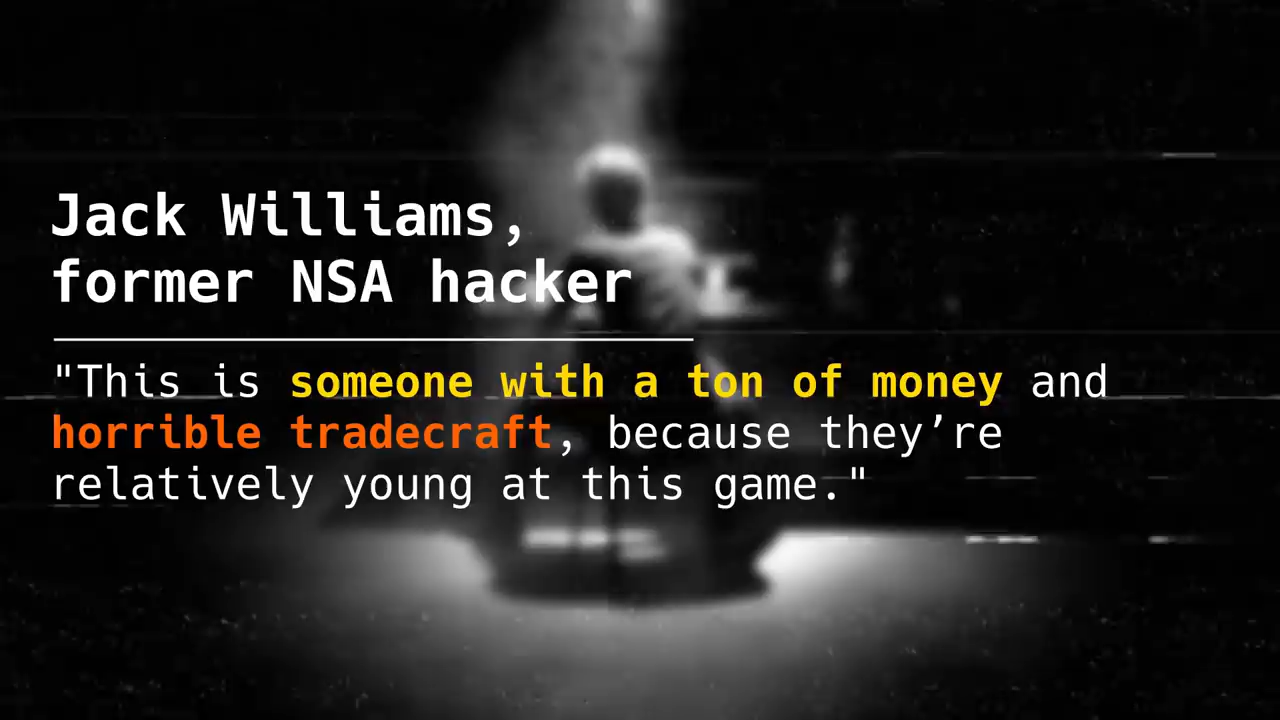 Jack Williams,
former NSA hacker
"This is someone with a ton of money and
horrible tradecraft, because they’re
relatively young at this game."